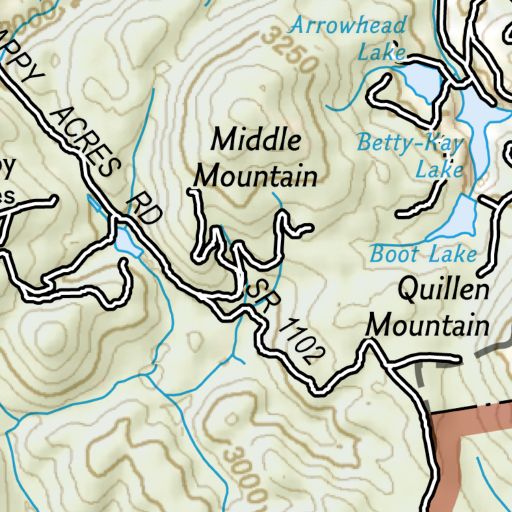 Arrowhead
Lake
3250
APPY ACRES RD
Middle
Mountain
Betty-Kay
Lake
Boot Lake
SR 1102
Quillen
Mountain
3000